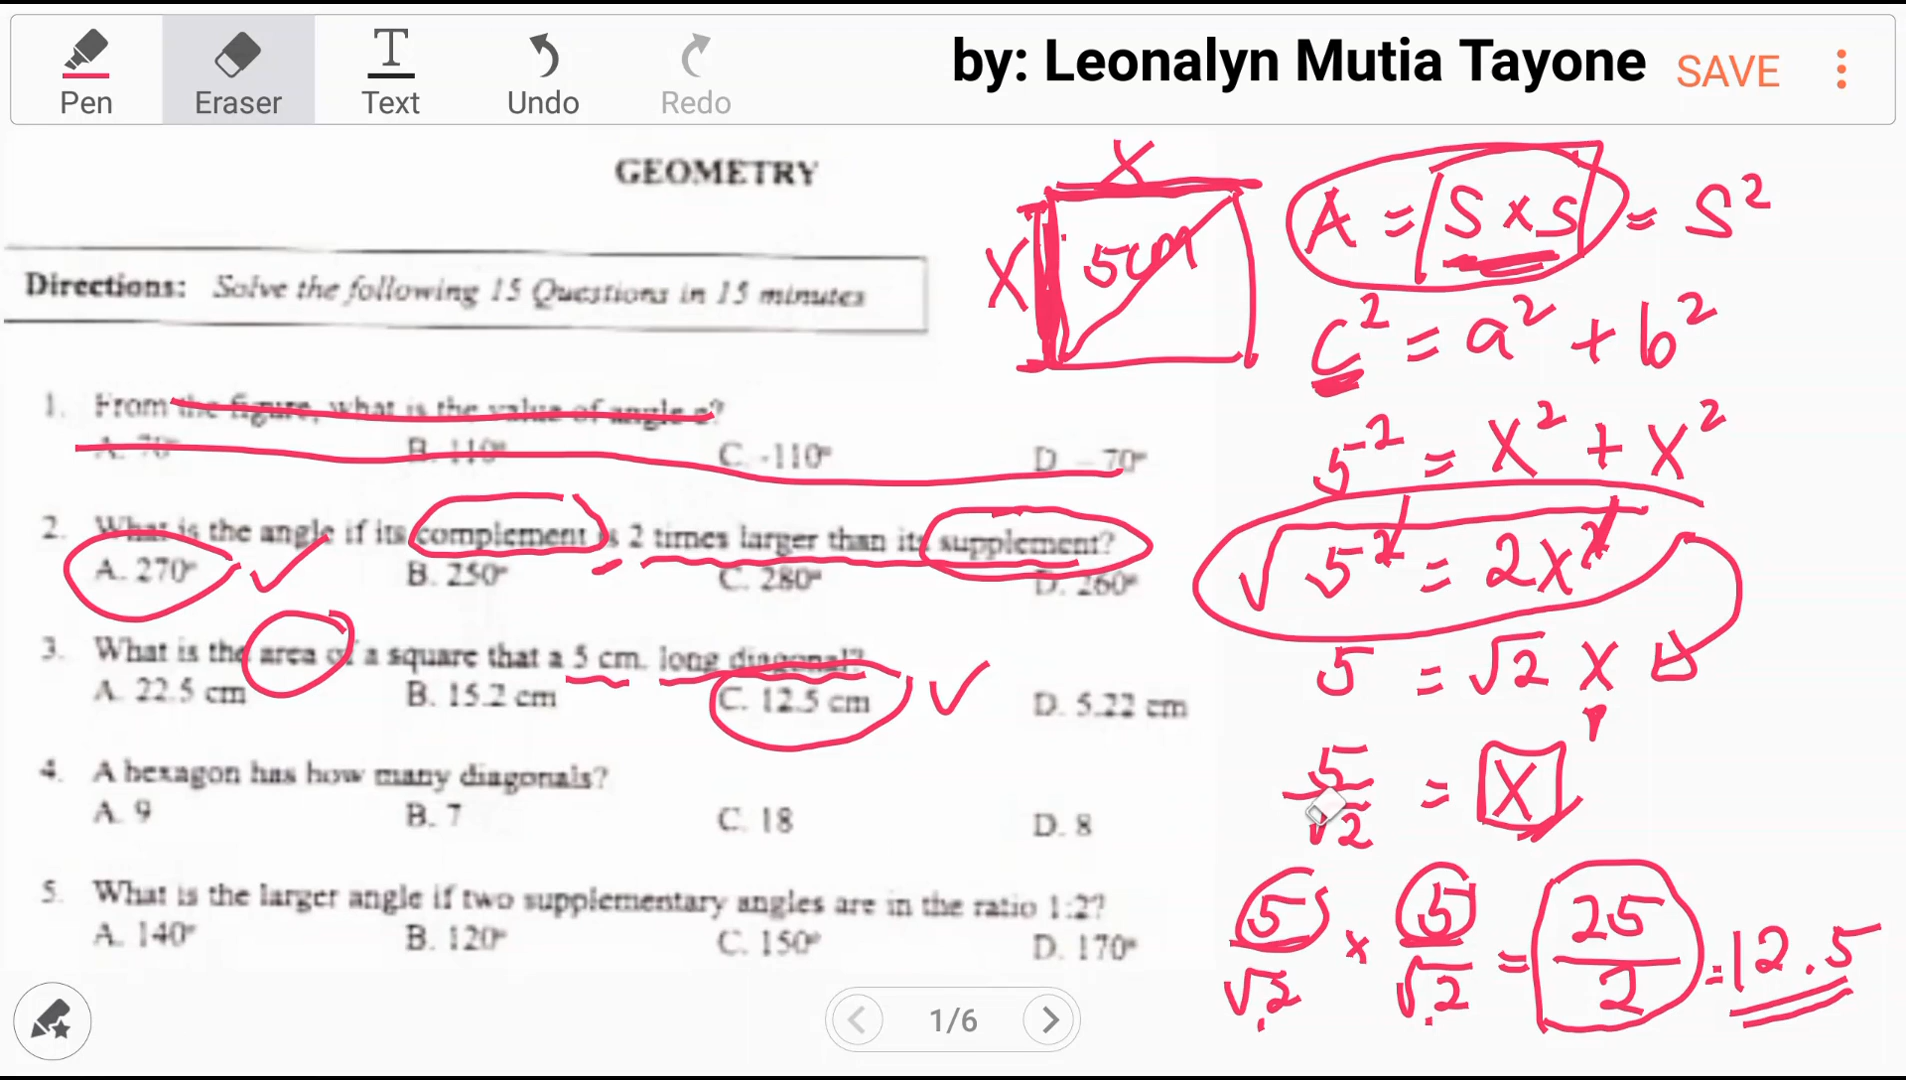 Pen
Eraser
Text
Undo
Redo
by: Leonalyn Mutia Tayone
SAVE
GEOMETRY
Directions: Solve the following 15 Questions in 15 minutes
1. From the figure, what is the value of angle e?
A. 70° B. 110° C. -110° D. – 70°
2. What is the angle if its complement is 2 times larger than its supplement?
A. 270° B. 250° C. 280° D. 260°
3. What is the area of a square that a 5 cm. long diagonal?
A. 22.5 cm B. 15.2 cm C. 12.5 cm D. 5.22 cm
4. A hexagon has how many diagonals?
A. 9 B. 7 C. 18 D. 8
5. What is the larger angle if two supplementary angles are in the ratio 1:2?
A. 140° B. 120° C. 150° D. 170°
1/6
X
X
5cm
A = S x S = S²
c² = a² + b²
5² = X² + X²
√5² = 2X²
5 = √2 X
5/√2 = X
5/√2 x 5/√2 = 25/2 = 12.5